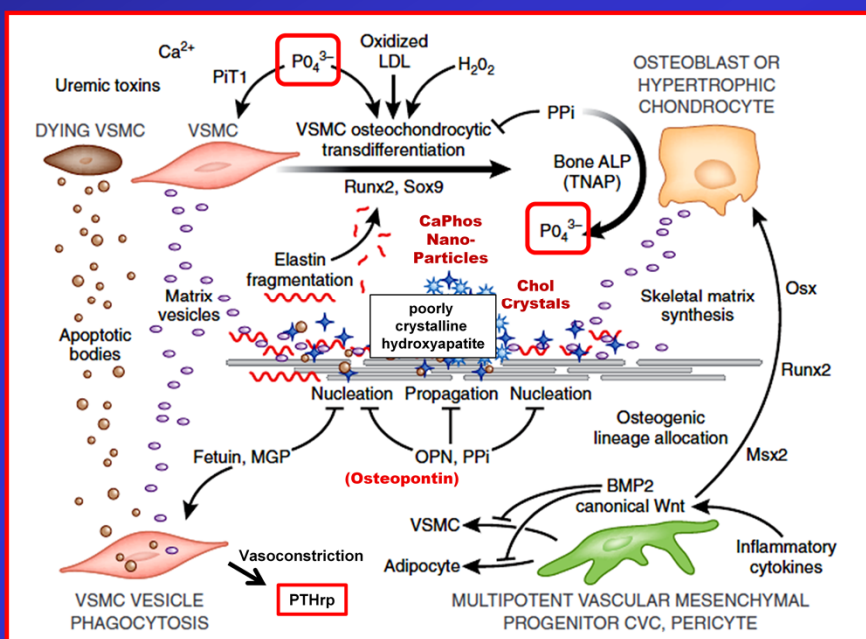 Ca2+
Uremic toxins
PiT1
P0₄³⁻
Oxidized
LDL
H₂0₂
OSTEOBLAST OR
HYPERTROPHIC
CHONDROCYTE
DYING VSMC
VSMC
VSMC osteochondrocytic
transdifferentiation
PPi
Bone ALP
(TNAP)
Runx2, Sox9
P0₄³⁻
CaPhos
Nano-
Particles
Elastin
fragmentation
Chol
Crystals
Matrix
vesicles
Skeletal matrix
synthesis
Osx
poorly
crystalline
hydroxyapatite
Apoptotic
bodies
Runx2
Nucleation
Propagation
Nucleation
Osteogenic
lineage allocation
Msx2
Fetuin, MGP
OPN, PPi
(Osteopontin)
BMP2
canonical Wnt
VSMC
Adipocyte
Inflammatory
cytokines
Vasoconstriction
PTHrp
VSMC VESICLE
PHAGOCYTOSIS
MULTIPOTENT VASCULAR MESENCHYMAL
PROGENITOR CVC, PERICYTE